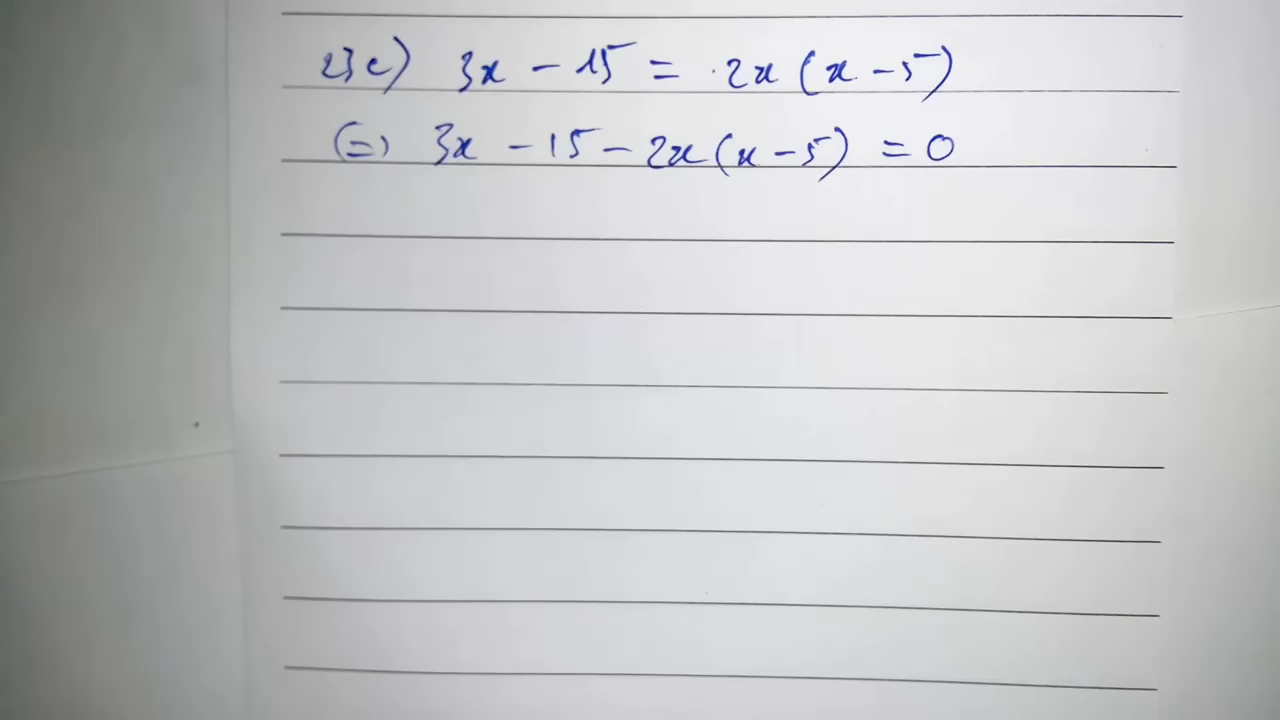 23c) 3x - 15 = 2x(x - 5)
(=) 3x - 15 - 2x(x - 5) = 0